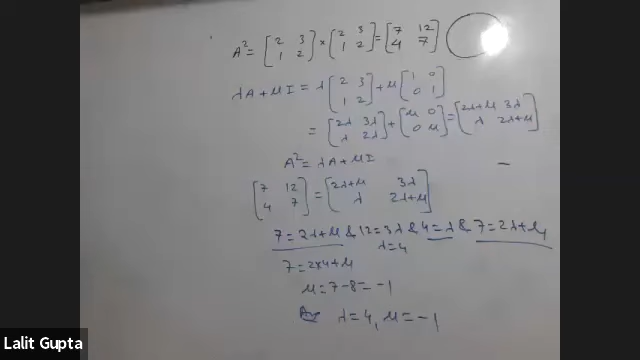 A² = [2 3 1 2] × [2 3 1 2] = [7 12 4 7]
λA + μI = λ[2 3 1 2] + μ[1 0 0 1]
= [2λ 3λ λ 2λ] + [μ 0 0 μ] = [2λ+μ 3λ λ 2λ+μ]
A² = λA + μI
[7 12 4 7] = [2λ+μ 3λ λ 2λ+μ]
7 = 2λ+μ & 12 = 3λ & 4 = λ & 7 = 2λ+μ
λ = 4
7 = 2×4+μ
μ = 7-8 = -1
λ = 4, μ = -1
Lalit Gupta